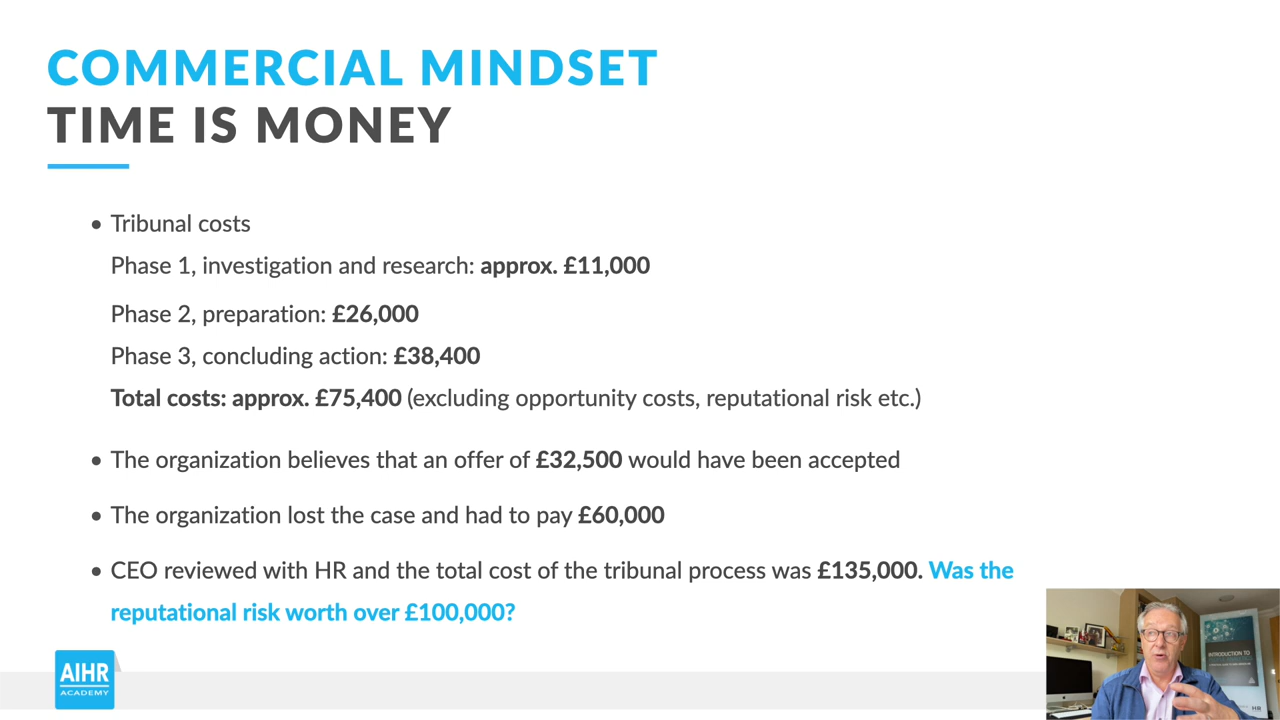 COMMERCIAL MINDSET
TIME IS MONEY
• Tribunal costs
Phase 1, investigation and research: approx. £11,000
Phase 2, preparation: £26,000
Phase 3, concluding action: £38,400
Total costs: approx. £75,400 (excluding opportunity costs, reputational risk etc.)
• The organization believes that an offer of £32,500 would have been accepted
• The organization lost the case and had to pay £60,000
• CEO reviewed with HR and the total cost of the tribunal process was £135,000. Was the
reputational risk worth over £100,000?
AIHR
ACADEMY
INTRODUCTION TO